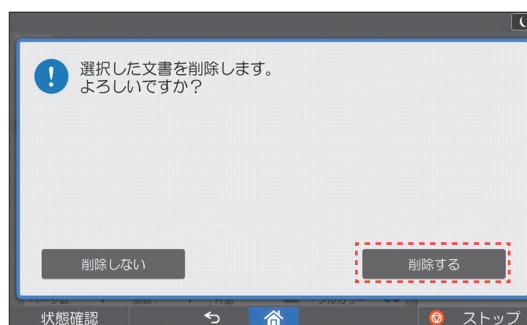 選択した文書を削除します。
よろしいですか？
削除しない
削除する
状態確認
ストップ